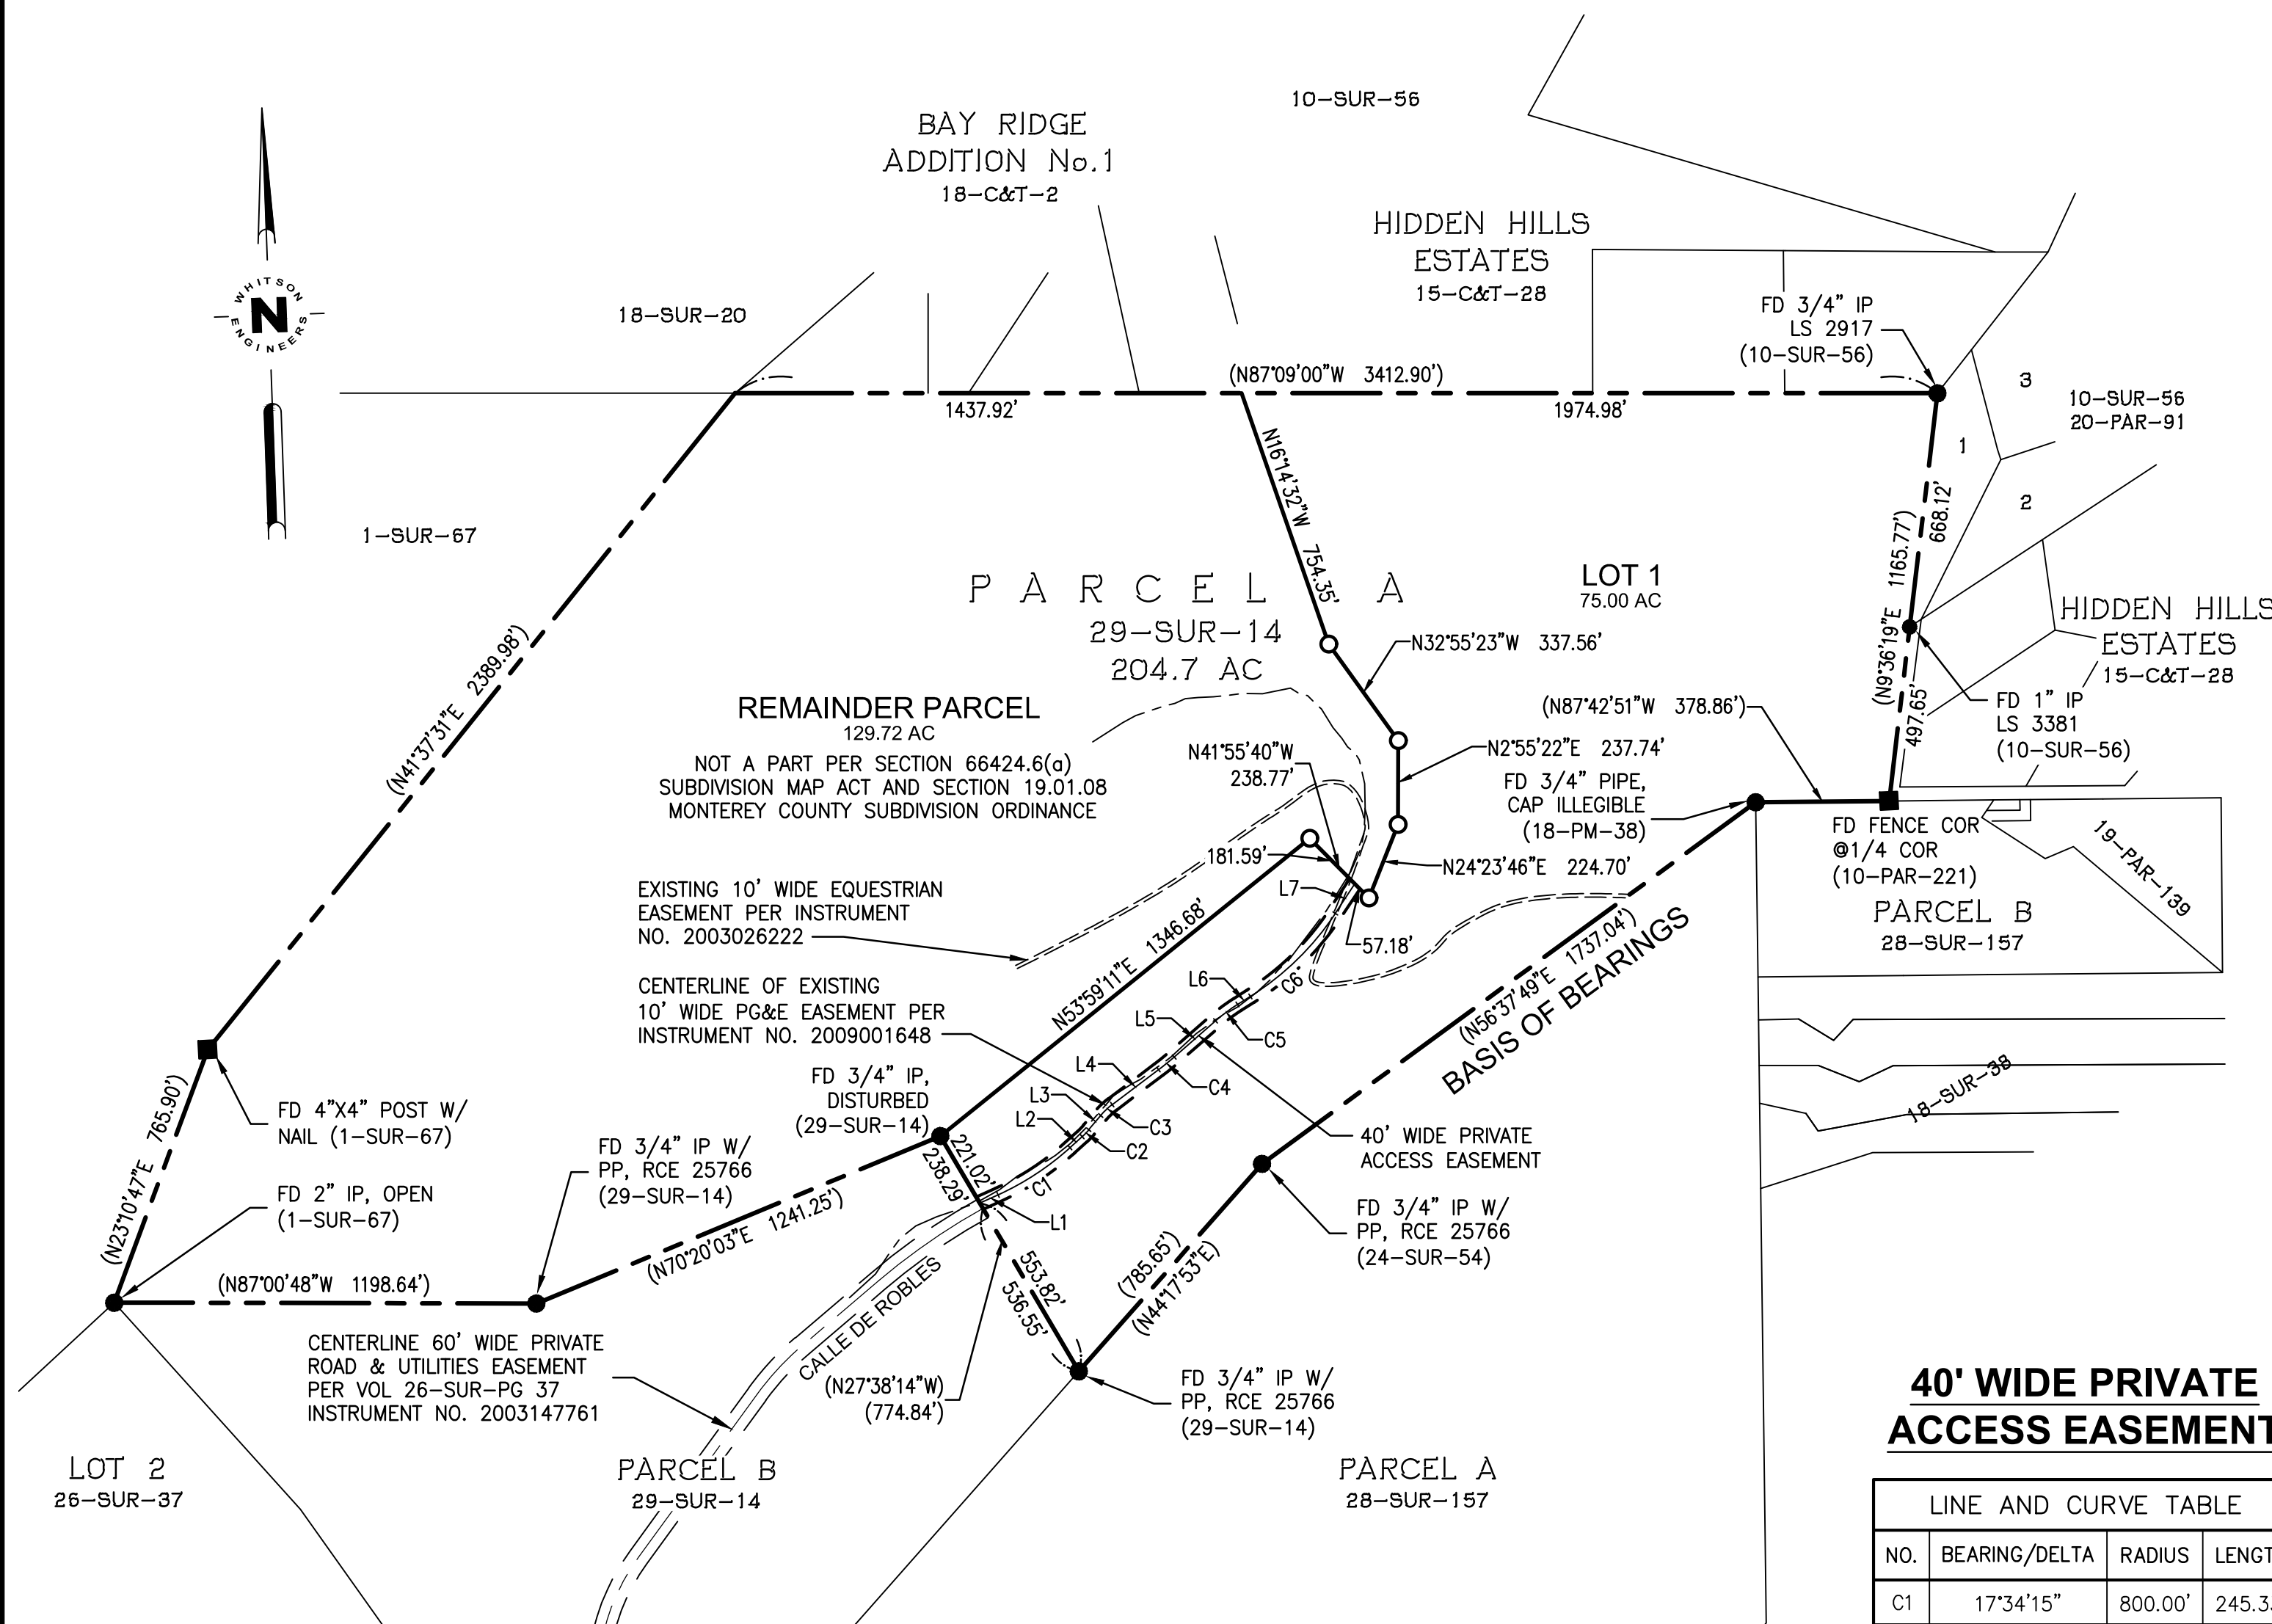 10-SUR-56
BAY RIDGE
ADDITION No.1
18-C&T-2
HIDDEN HILLS
ESTATES
15-C&T-28
WHITSON
N
ENGINEERS
18-SUR-20
FD 3/4" IP
LS 2917
(10-SUR-56)
(N87°09'00"W 3412.90')
1437.92'
1974.98'
3
10-SUR-56
20-PAR-91
1
2
1-SUR-67
N16°14'32"W 754.35'
668.12'
(N9°36'19"E 1165.77')
497.65'
PARCEL A
29-SUR-14
204.7 AC
LOT 1
75.00 AC
HIDDEN HILLS
ESTATES
15-C&T-28
N32°55'23"W 337.56'
(N41°37'31"E 2389.98')
REMAINDER PARCEL
129.72 AC
NOT A PART PER SECTION 66424.6(a)
SUBDIVISION MAP ACT AND SECTION 19.01.08
MONTEREY COUNTY SUBDIVISION ORDINANCE
(N87°42'51"W 378.86')
FD 1" IP
LS 3381
(10-SUR-56)
N41°55'40"W
238.77'
N2°55'22"E 237.74'
FD 3/4" PIPE,
CAP ILLEGIBLE
(18-PM-38)
FD FENCE COR
@1/4 COR
(10-PAR-221)
19-PAR-139
181.59'
N24°23'46"E 224.70'
L7
EXISTING 10' WIDE EQUESTRIAN
EASEMENT PER INSTRUMENT
NO. 2003026222
PARCEL B
28-SUR-157
57.18'
N53°59'11"E 1346.68'
(N56°37'49"E 1737.04')
BASIS OF BEARINGS
CENTERLINE OF EXISTING
10' WIDE PG&E EASEMENT PER
INSTRUMENT NO. 2009001648
L6
C6
L5
C5
L4
C4
L3
C3
L2
C2
C1
L1
FD 3/4" IP,
DISTURBED
(29-SUR-14)
18-SUR-38
(N23°10'47"E 765.90')
FD 4"X4" POST W/
NAIL (1-SUR-67)
FD 3/4" IP W/
PP, RCE 25766
(29-SUR-14)
221.02'
238.29'
40' WIDE PRIVATE
ACCESS EASEMENT
FD 2" IP, OPEN
(1-SUR-67)
(N70°20'03"E 1241.25')
FD 3/4" IP W/
PP, RCE 25766
(24-SUR-54)
(N87°00'48"W 1198.64')
553.82'
536.55'
(785.65')
(N44°17'53"E)
CALLE DE ROBLES
CENTERLINE 60' WIDE PRIVATE
ROAD & UTILITIES EASEMENT
PER VOL 26-SUR-PG 37
INSTRUMENT NO. 2003147761
(N27°38'14"W)
(774.84')
FD 3/4" IP W/
PP, RCE 25766
(29-SUR-14)
LOT 2
26-SUR-37
PARCEL B
29-SUR-14
PARCEL A
28-SUR-157
40' WIDE PRIVATE
ACCESS EASEMENT
LINE AND CURVE TABLE
NO. BEARING/DELTA RADIUS LENGT
C1 17°34'15" 800.00'